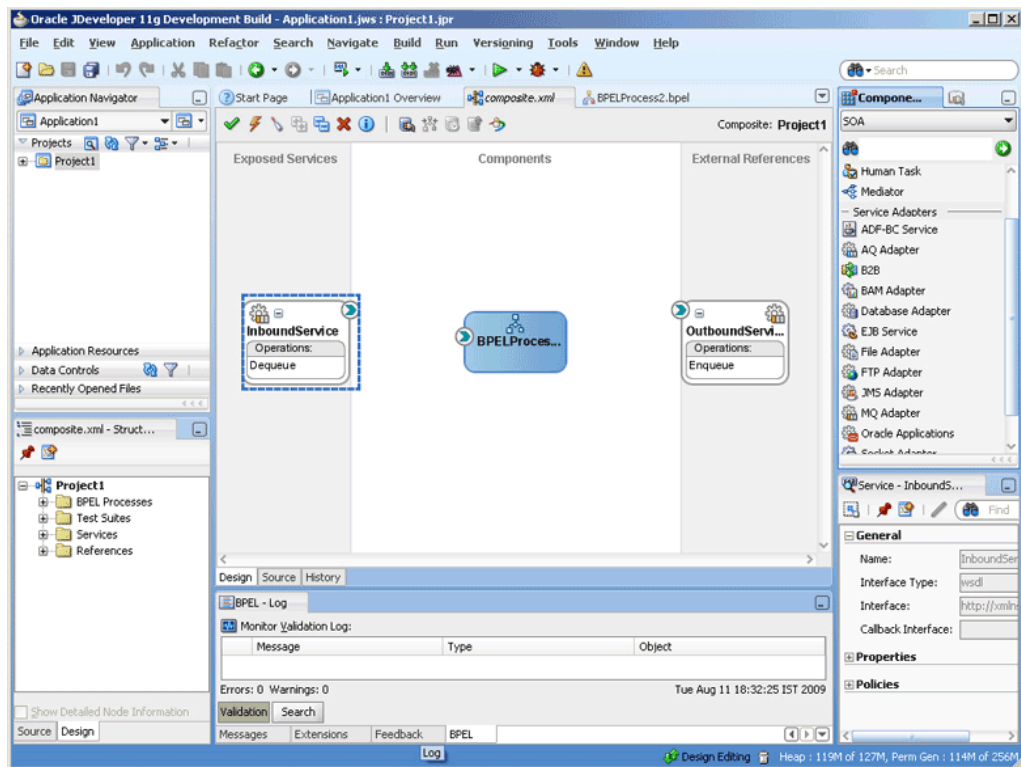 Oracle JDeveloper 11g Development Build - Application1.jws : Project1.jpr
File Edit View Application Refactor Search Navigate Build Run Versioning Tools Window Help
Search
Application Navigator
Application1
Projects
Project1
Application Resources
Data Controls
Recently Opened Files
composite.xml - Struct...
Project1
BPEL Processes
Test Suites
Services
References
Show Detailed Node Information
Source Design
Start Page Application1 Overview composite.xml BPELProcess2.bpel
Composite: Project1
Exposed Services Components External References
InboundService
Operations:
Dequeue
BPELProces...
OutboundServi...
Operations:
Enqueue
Design Source History
BPEL - Log
Monitor Validation Log:
Message Type Object
Errors: 0 Warnings: 0 Tue Aug 11 18:32:25 IST 2009
Validation Search
Messages Extensions Feedback BPEL
Log
Compone...
SOA
Human Task
Mediator
Service Adapters
ADF-BC Service
AQ Adapter
B2B
BAM Adapter
Database Adapter
EJB Service
File Adapter
FTP Adapter
JMS Adapter
MQ Adapter
Oracle Applications
Socket Adapter
Service - InboundS...
Find
General
Name: InboundSer
Interface Type: wsdl
Interface: http://xmlns
Callback Interface:
Properties
Policies
Design Editing Heap : 119M of 127M, Perm Gen : 114M of 256M